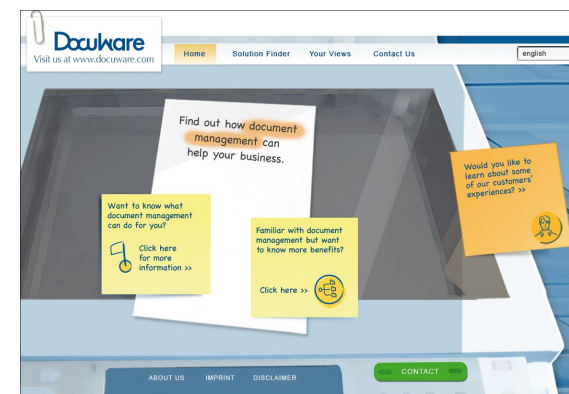 DocuWare
Visit us at www.docuware.com
Home
Solution Finder
Your Views
Contact Us
english
Find out how document
management can
help your business.
Want to know what
document management
can do for you?
Click here
for more
information >>
Familiar with document
management but want
to know more benefits?
Click here >>
Would you like to
learn about some
of our customers'
experiences? >>
ABOUT US
IMPRINT
DISCLAIMER
CONTACT